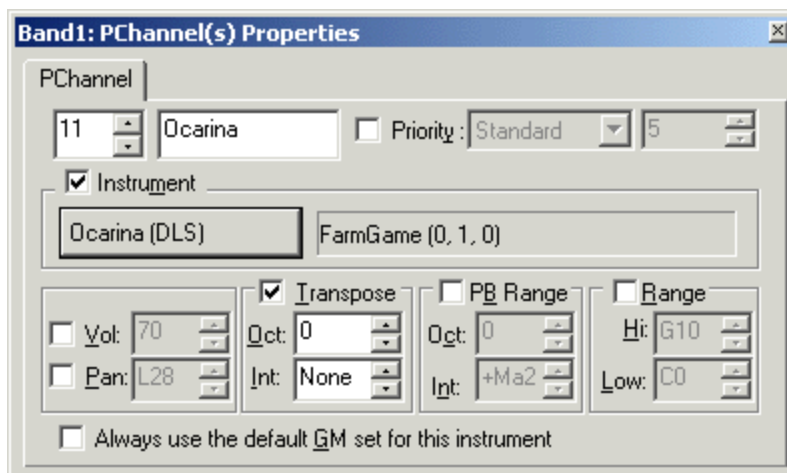 Band1: PChannel(s) Properties
PChannel
11 Ocarina Priority: Standard 5
Instrument
Ocarina (DLS) FarmGame (0, 1, 0)
Transpose PB Range Range
Vol: 70 Oct: 0 Oct: 0 Hi: G10
Pan: L28 Int: None Int: +Ma2 Low: C0
Always use the default GM set for this instrument